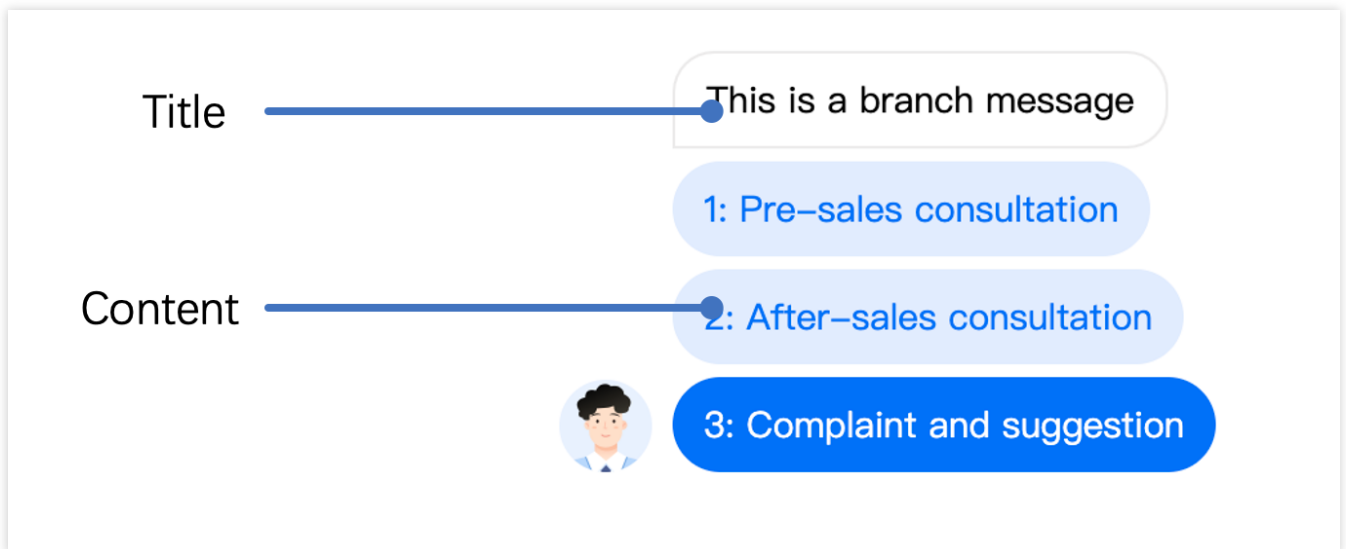 Title
This is a branch message
1: Pre-sales consultation
Content
2: After-sales consultation
3: Complaint and suggestion